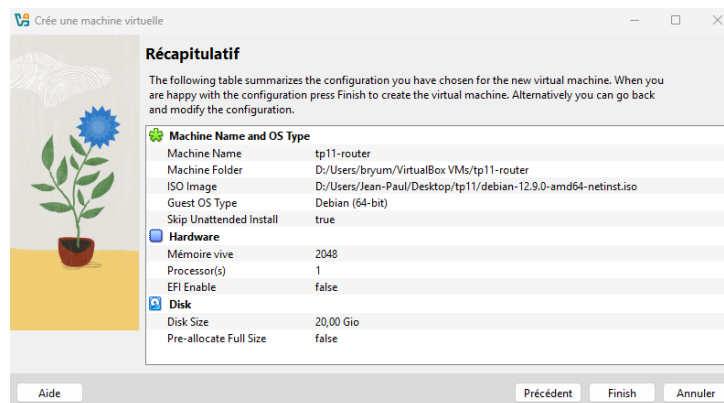 Crée une machine virtuelle
Récapitulatif
The following table summarizes the configuration you have chosen for the new virtual machine. When you
are happy with the configuration press Finish to create the virtual machine. Alternatively you can go back
and modify the configuration.
Machine Name and OS Type
Machine Name tp11-router
Machine Folder D:/Users/bryum/VirtualBox VMs/tp11-router
ISO Image D:/Users/Jean-Paul/Desktop/tp11/debian-12.9.0-amd64-netinst.iso
Guest OS Type Debian (64-bit)
Skip Unattended Install true
Hardware
Mémoire vive 2048
Processor(s) 1
EFI Enable false
Disk
Disk Size 20,00 Gio
Pre-allocate Full Size false
Aide Précédent Finish Annuler